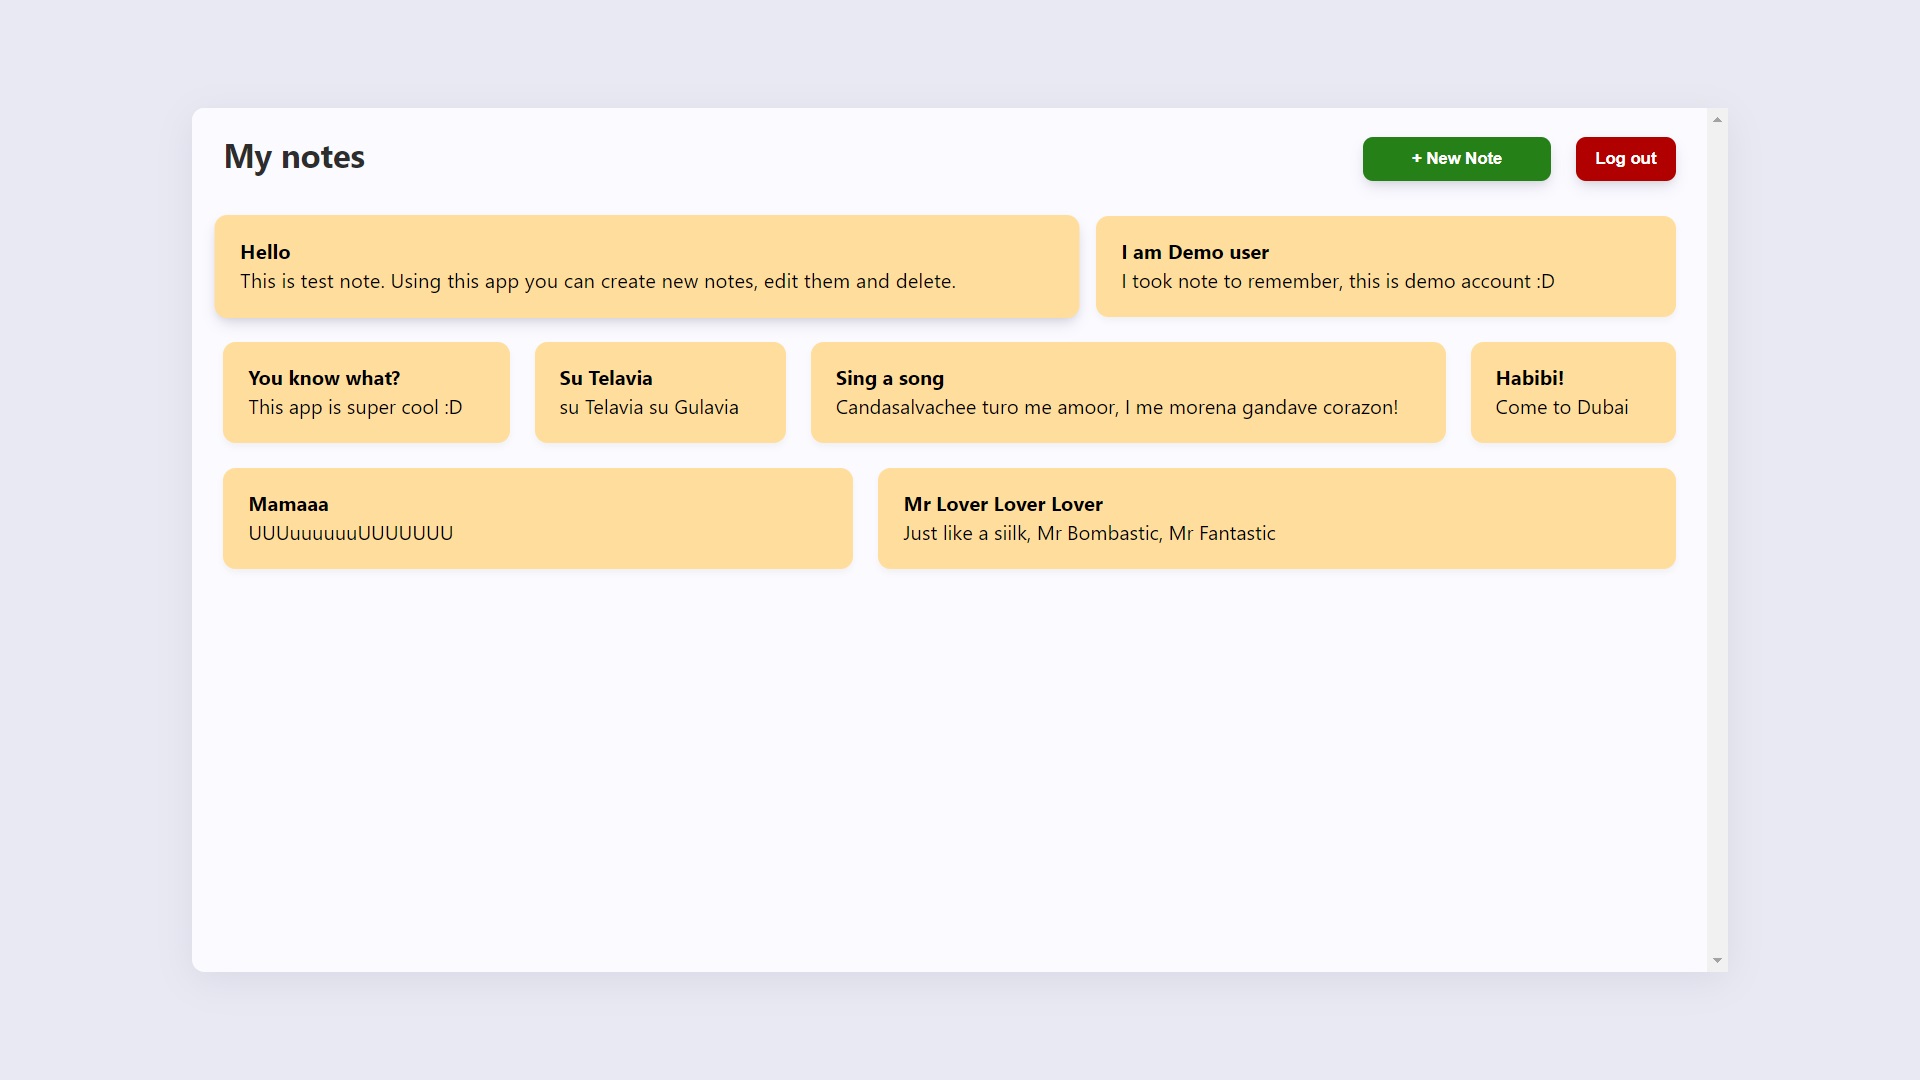 My notes
+ New Note
Log out
Hello
This is test note. Using this app you can create new notes, edit them and delete.
I am Demo user
I took note to remember, this is demo account :D
You know what?
This app is super cool :D
Su Telavia
su Telavia su Gulavia
Sing a song
Candasalvachee turo me amoor, I me morena gandave corazon!
Habibi!
Come to Dubai
Mamaaa
UUUuuuuuuUUUUUUU
Mr Lover Lover Lover
Just like a siilk, Mr Bombastic, Mr Fantastic